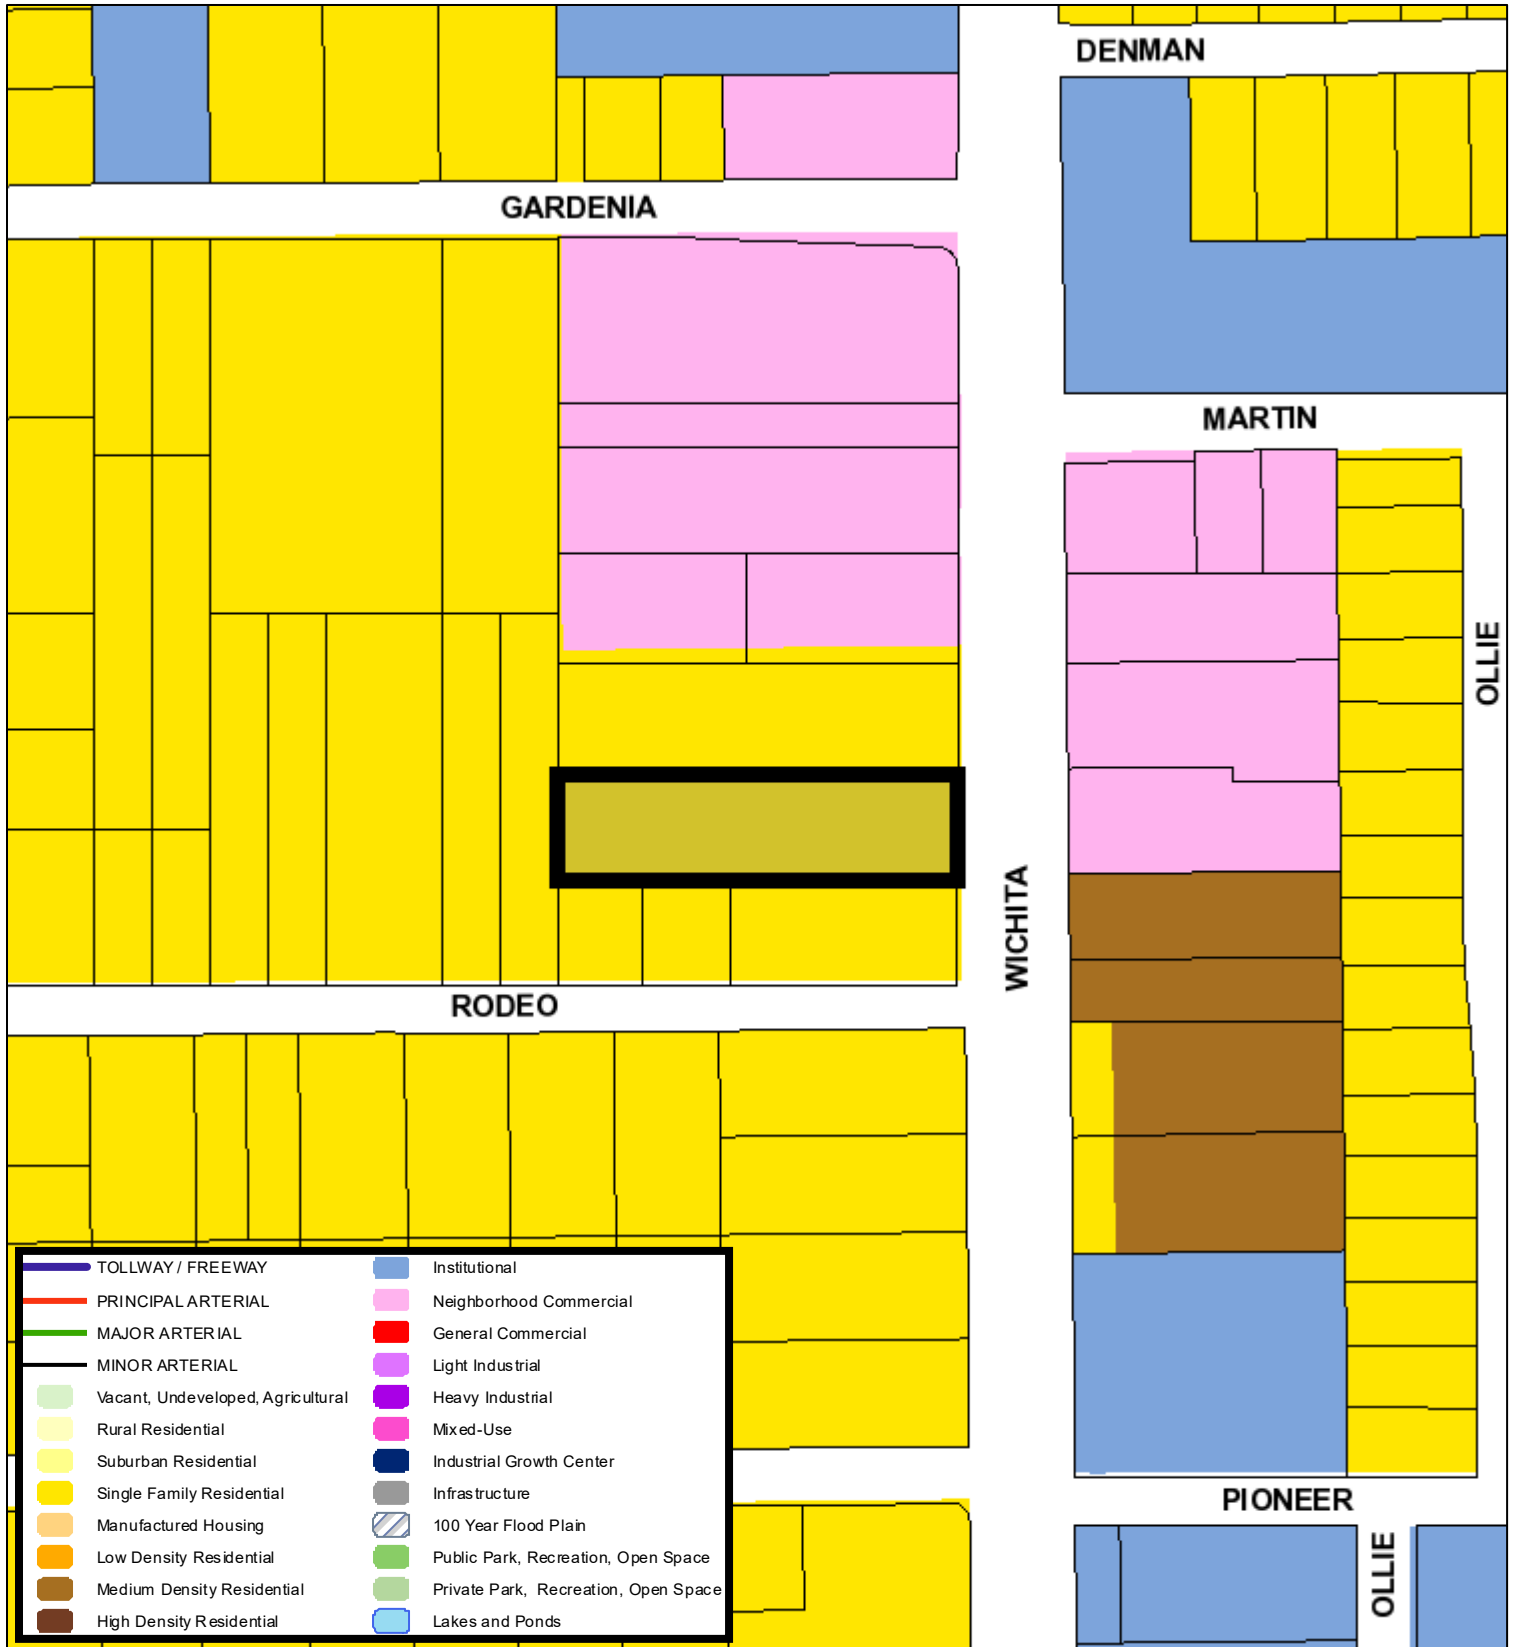 DENMAN
GARDENIA
MARTIN
OLLIE
WICHITA
RODEO
TOLLWAY / FREEWAY
PRINCIPAL ARTERIAL
MAJOR ARTERIAL
MINOR ARTERIAL
Vacant, Undeveloped, Agricultural
Rural Residential
Suburban Residential
Single Family Residential
Manufactured Housing
Low Density Residential
Medium Density Residential
High Density Residential
Institutional
Neighborhood Commercial
General Commercial
Light Industrial
Heavy Industrial
Mixed-Use
Industrial Growth Center
Infrastructure
100 Year Flood Plain
Public Park, Recreation, Open Space
Private Park, Recreation, Open Space
Lakes and Ponds
PIONEER
OLLIE